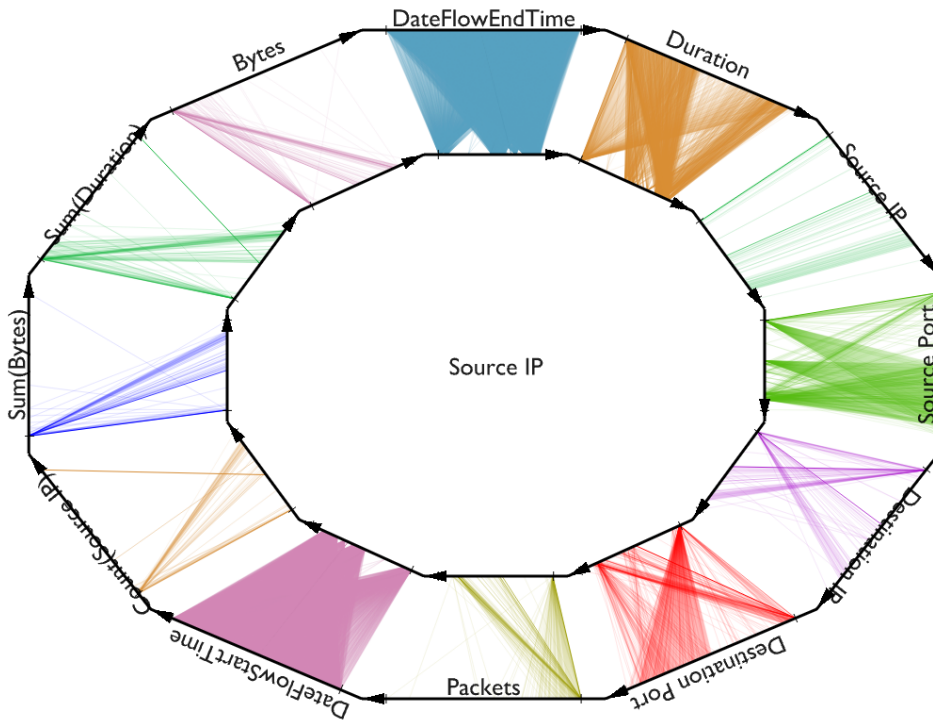 DateFlowEndTime
Duration
Source IP
Source Port
Destination IP
Destination Port
Packets
DateFlowStartTime
Count(Source IP)
Sum(Bytes)
Sum(Duration)
Bytes
Source IP